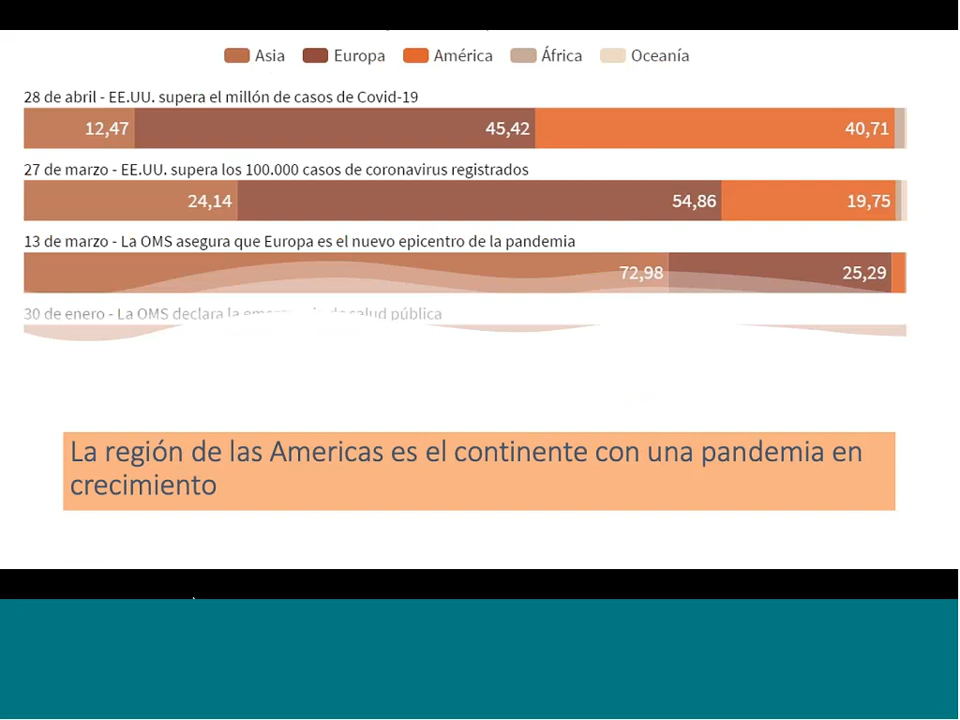 Asia Europa América África Oceanía
28 de abril - EE.UU. supera el millón de casos de Covid-19
12,47 45,42 40,71
27 de marzo - EE.UU. supera los 100.000 casos de coronavirus registrados
24,14 54,86 19,75
13 de marzo - La OMS asegura que Europa es el nuevo epicentro de la pandemia
72,98 25,29
30 de enero - La OMS declara la emergencia de salud pública
La región de las Americas es el continente con una pandemia en
crecimiento